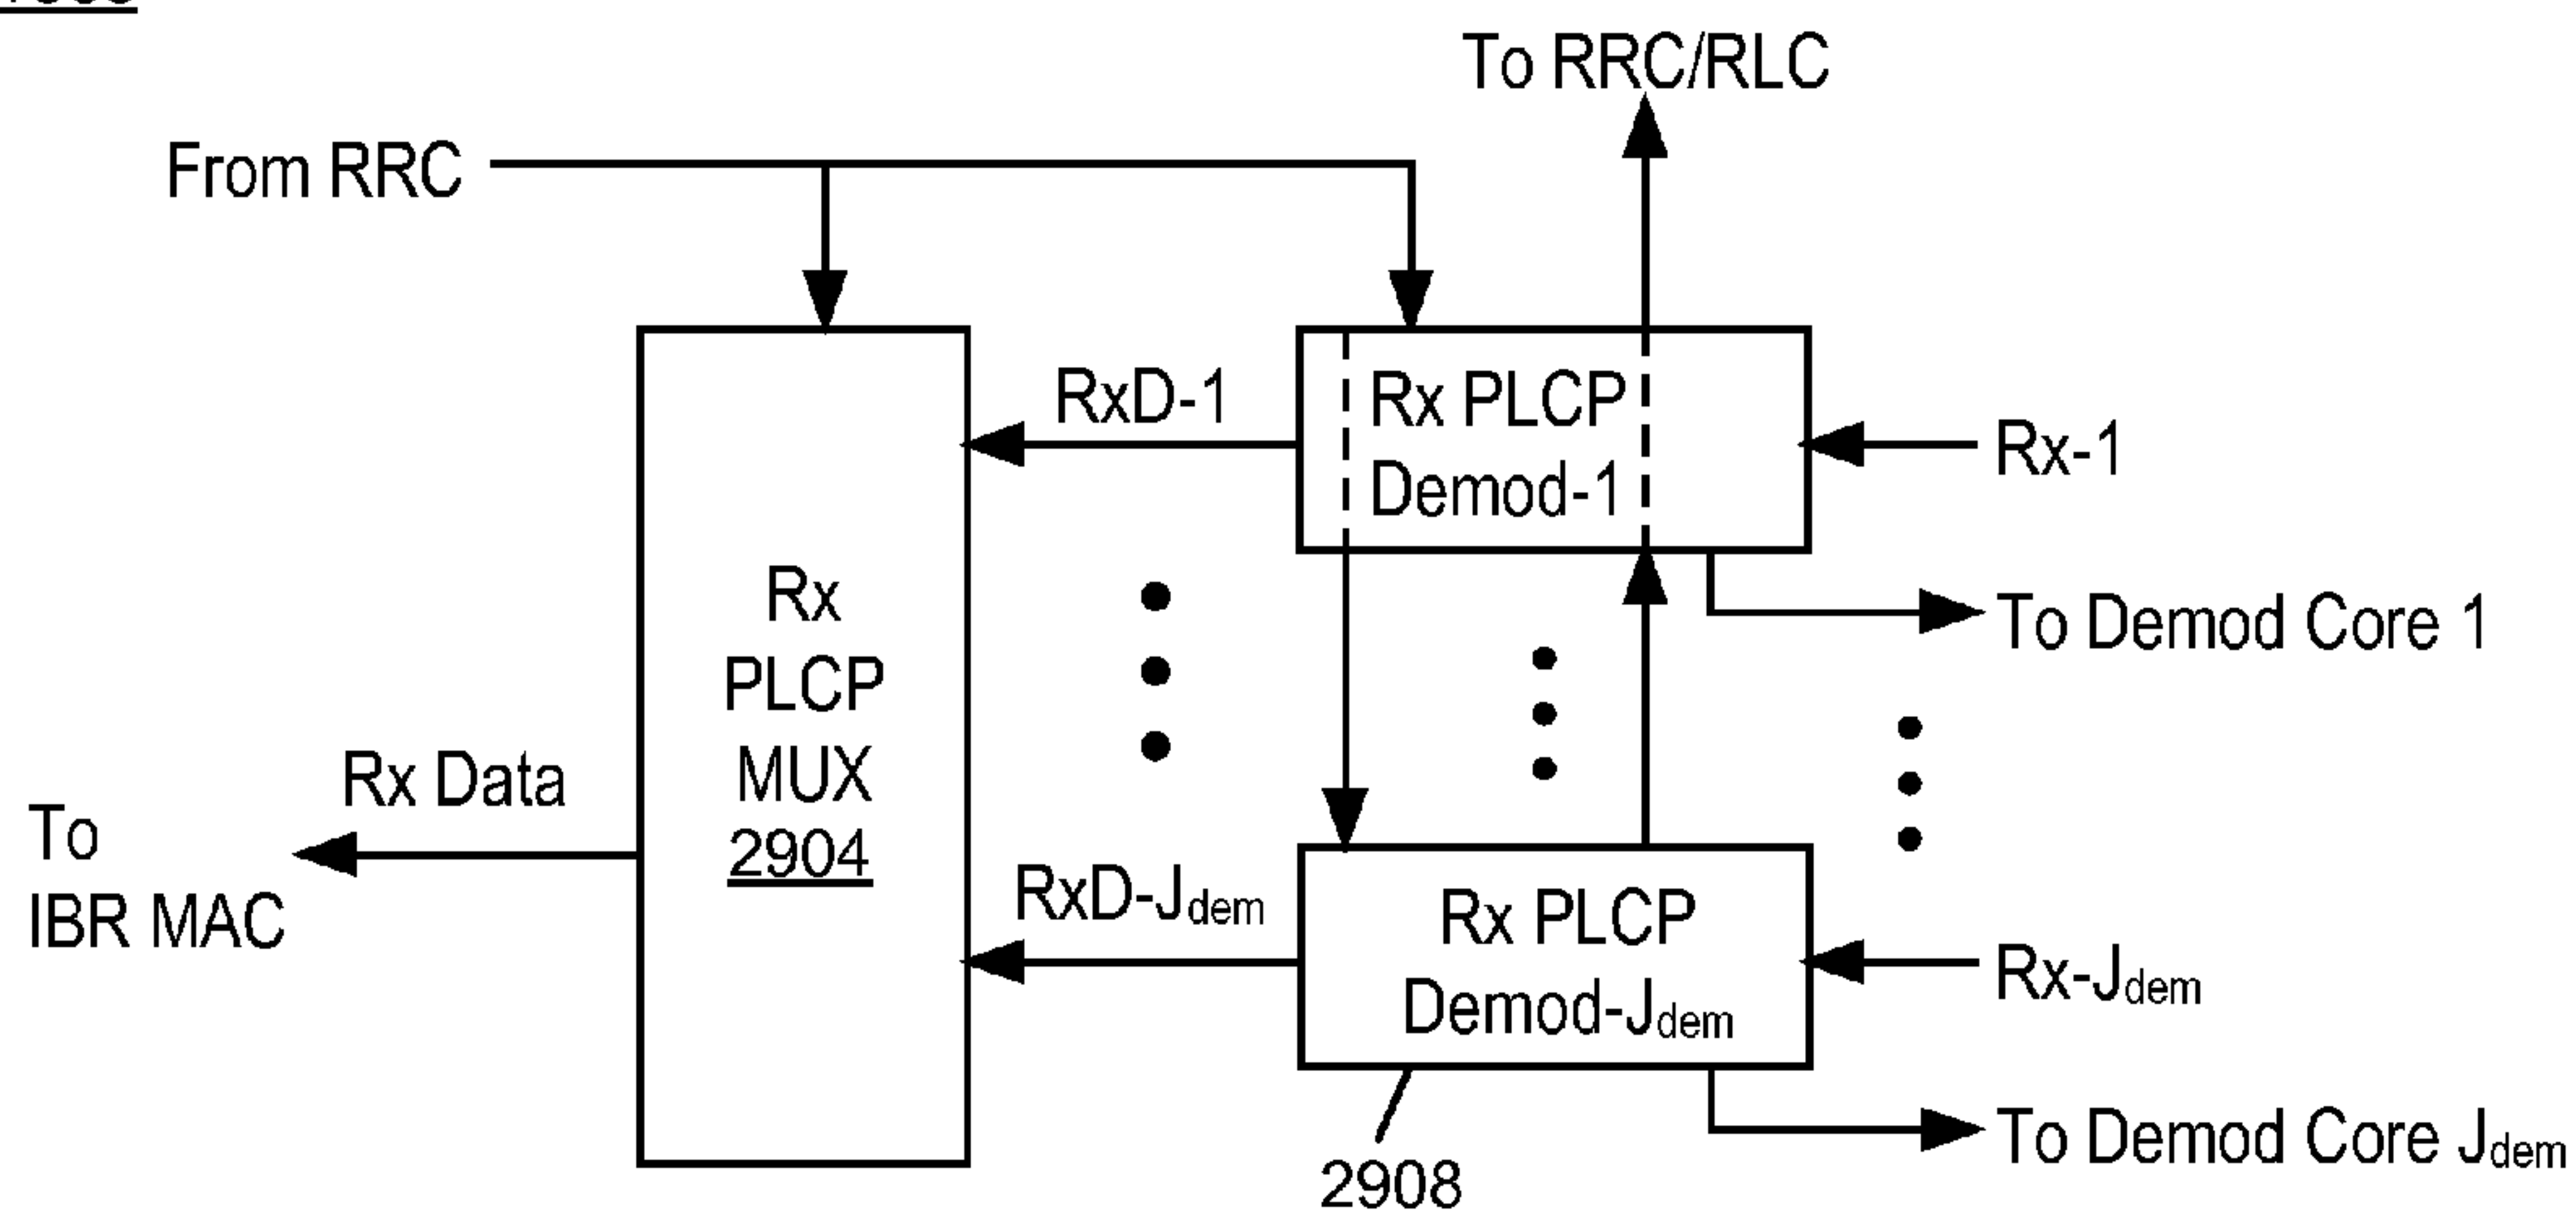 To RRC/RLC
From RRC
RxD-1
Rx PLCP
Demod-1
Rx-1
To Demod Core 1
Rx
PLCP
MUX
2904
Rx Data
To
IBR MAC
RxD-Jdem
Rx PLCP
Demod-Jdem
Rx-Jdem
To Demod Core Jdem
2908